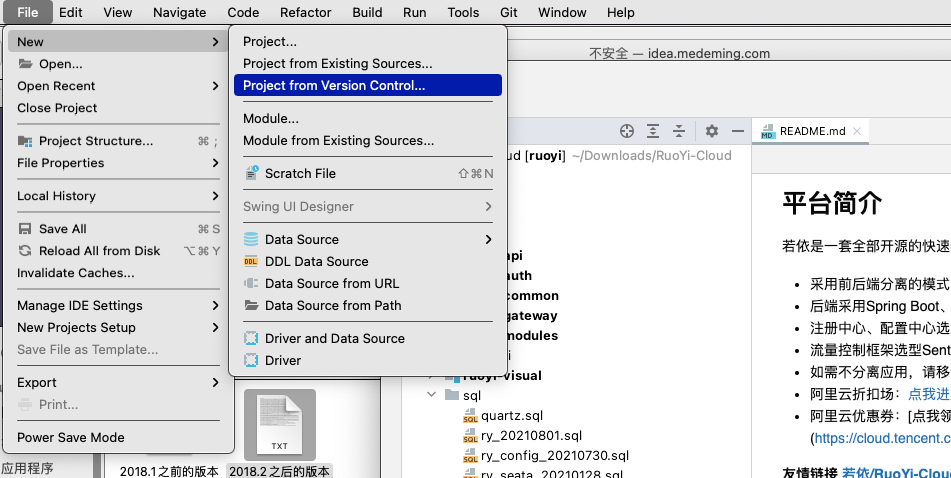 File Edit View Navigate Code Refactor Build Run Tools Git Window Help
New
Open...
Open Recent
Close Project
Project Structure... ⌘ ;
File Properties
Local History
Save All ⌘ S
Reload All from Disk ⌥⌘ Y
Invalidate Caches...
Manage IDE Settings
New Projects Setup
Save File as Template...
Export
Print...
Power Save Mode
Project...
Project from Existing Sources...
Project from Version Control...
Module...
Module from Existing Sources...
Scratch File ⇧⌘ N
Swing UI Designer
Data Source
DDL DDL Data Source
Data Source from URL
Data Source from Path
Driver and Data Source
Driver
不安全 — idea.medeming.com
[ruoyi] ~/Downloads/RuoYi-Cloud
auth
common
gateway
modules
ruoyi-visual
sql
SQL quartz.sql
SQL ry_20210801.sql
SQL ry_config_20210730.sql
SQL ry_seata_20210128.sql
MD README.md
平台简介
若依是一套全部开源的快速
• 采用前后端分离的模式
• 后端采用Spring Boot、
• 注册中心、配置中心选
• 流量控制框架选型Sent
• 如需不分离应用，请移
• 阿里云折扣场：点我进
• 阿里云优惠券：[点我领
(https://cloud.tencent.c
友情链接 若依/RuoYi-Clou
TXT
应用程序
2018.1 之前的版本 2018.2 之后的版本